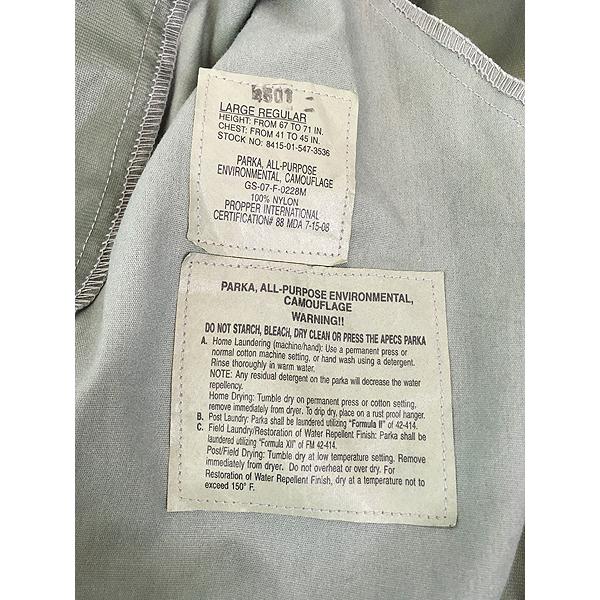 LARGE REGULAR
HEIGHT: FROM 67 TO 71 IN.
CHEST: FROM 41 TO 45 IN.
STOCK NO: 8415-01-547-3536
PARKA, ALL-PURPOSE
ENVIRONMENTAL, CAMOUFLAGE
GS-07-F-0228M
100% NYLON
PROPPER INTERNATIONAL
CERTIFICATION# 88 MDA 7-15-08
PARKA, ALL-PURPOSE ENVIRONMENTAL,
CAMOUFLAGE
WARNING!!
DO NOT STARCH, BLEACH, DRY CLEAN OR PRESS THE APECS PARKA
A. Home Laundering (machine/hand): Use a permanent press or
normal cotton machine setting, or hand wash using a detergent.
Rinse thoroughly in warm water.
NOTE: Any residual detergent on the parka will decrease the water
repellency.
Home Drying: Tumble dry on permanent press or cotton setting,
remove immediately from dryer. To drip dry, place on a rust proof hanger.
B. Post Laundry: Parka shall be laundered utilizing "Formula II" of 42-414.
C. Field Laundry/Restoration of Water Repellent Finish: Parka shall be
laundered utilizing "Formula XII" of FM 42-414.
Post/Field Drying: Tumble dry at low temperature setting. Remove
immediately from dryer. Do not overheat or over dry. For
Restoration of Water Repellent Finish, dry at a temperature not to
exceed 150° F.